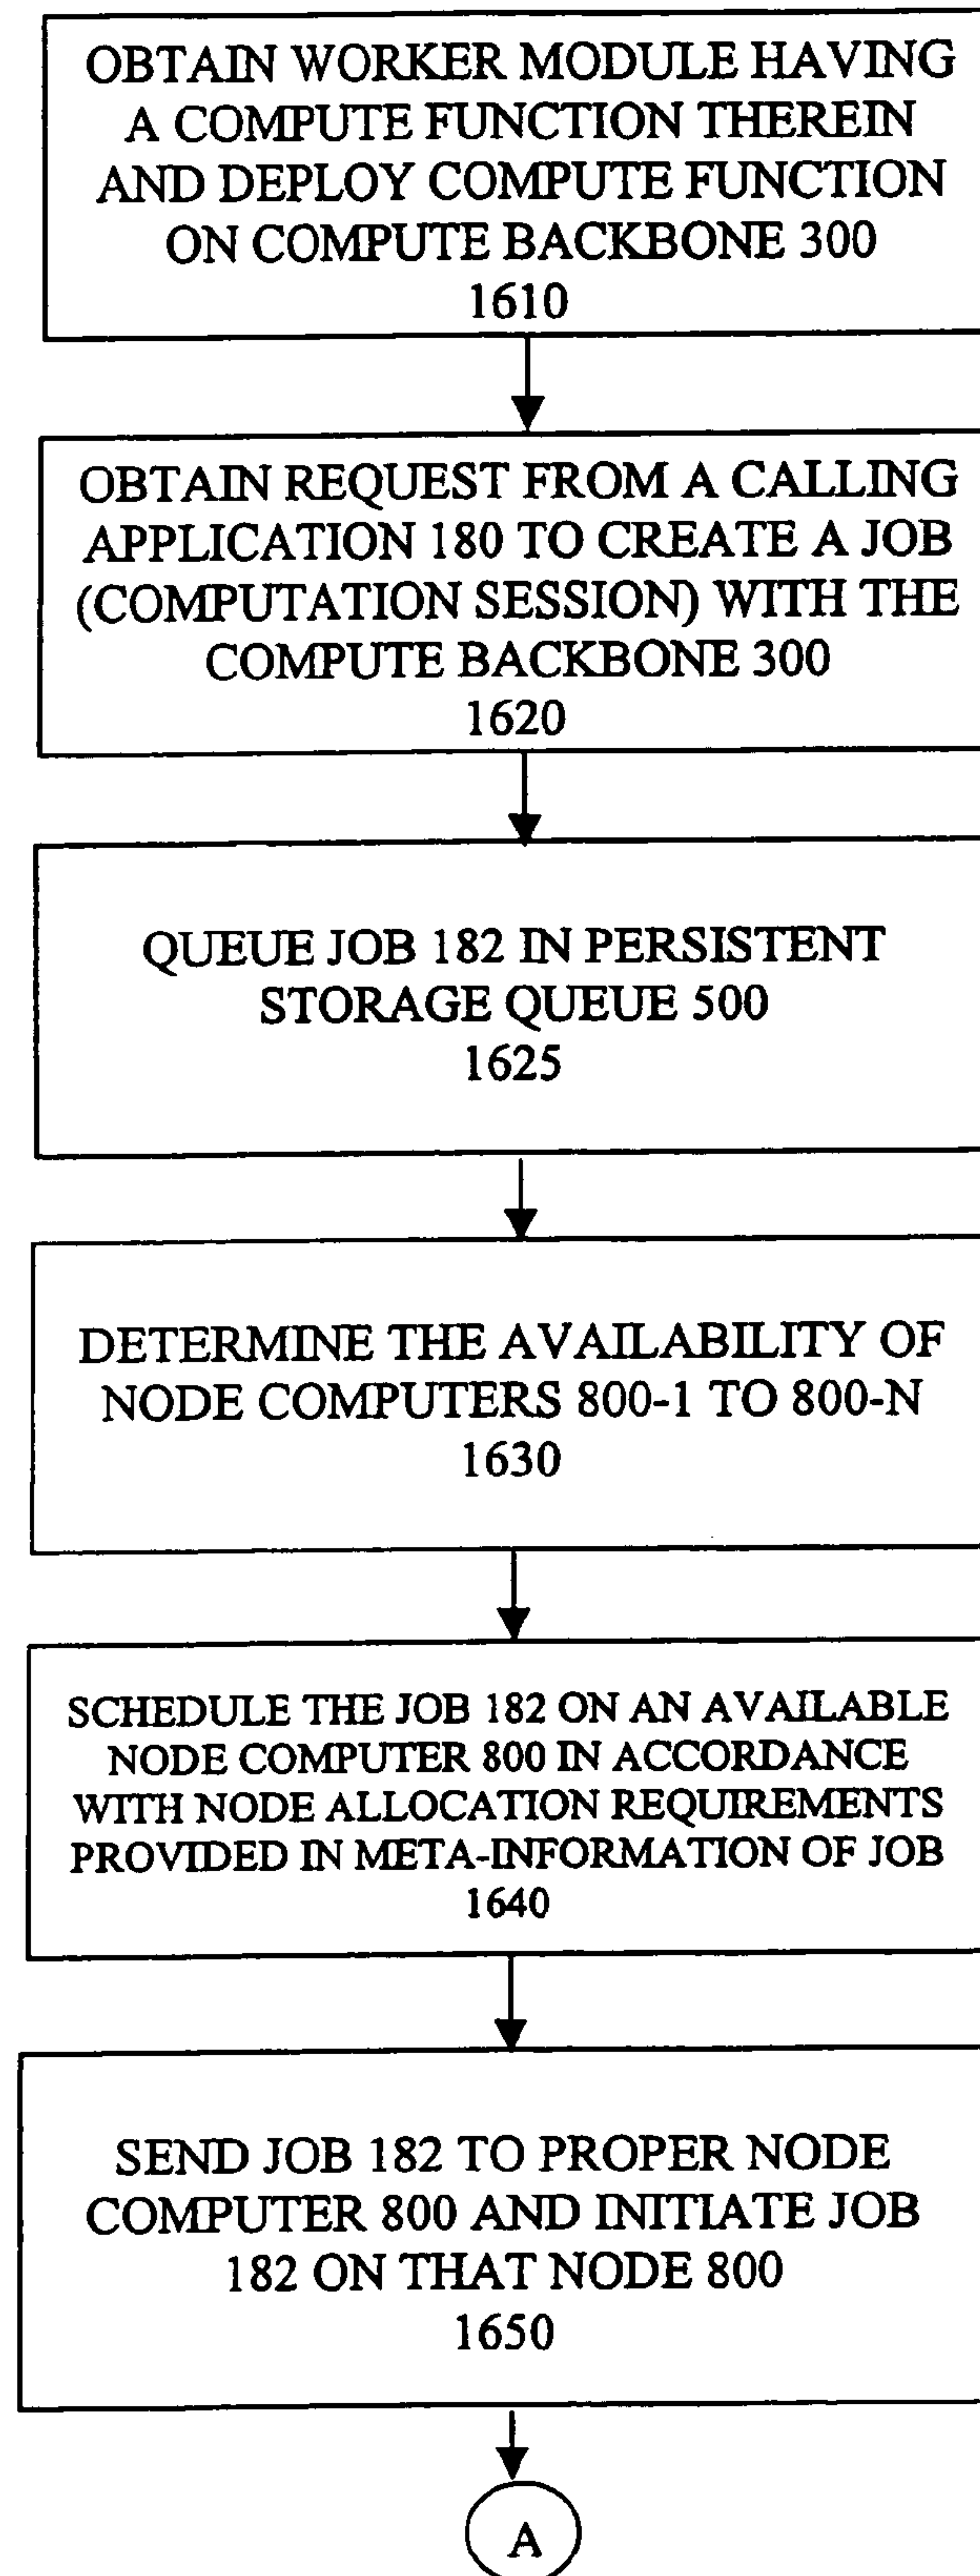 OBTAIN WORKER MODULE HAVING
A COMPUTE FUNCTION THEREIN
AND DEPLOY COMPUTE FUNCTION
ON COMPUTE BACKBONE 300
1610
OBTAIN REQUEST FROM A CALLING
APPLICATION 180 TO CREATE A JOB
(COMPUTATION SESSION) WITH THE
COMPUTE BACKBONE 300
1620
QUEUE JOB 182 IN PERSISTENT
STORAGE QUEUE 500
1625
DETERMINE THE AVAILABILITY OF
NODE COMPUTERS 800-1 TO 800-N
1630
SCHEDULE THE JOB 182 ON AN AVAILABLE
NODE COMPUTER 800 IN ACCORDANCE
WITH NODE ALLOCATION REQUIREMENTS
PROVIDED IN META-INFORMATION OF JOB
1640
SEND JOB 182 TO PROPER NODE
COMPUTER 800 AND INITIATE JOB
182 ON THAT NODE 800
1650
A